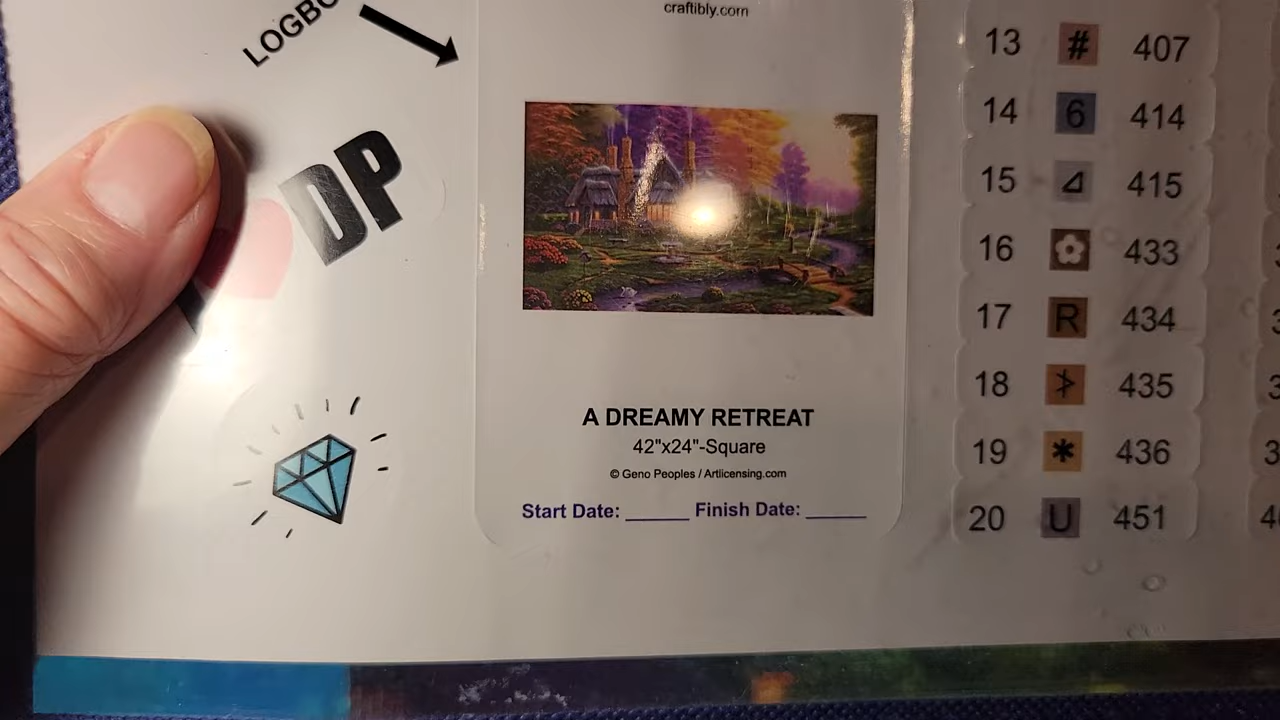 LOGBO
DP
craftibly.com
A DREAMY RETREAT
42"x24"-Square
© Geno Peoples / Artlicensing.com
Start Date: ______ Finish Date: ______
13 # 407
14 6 414
15 415
16 433
17 R 434
18 435
19 * 436
20 U 451